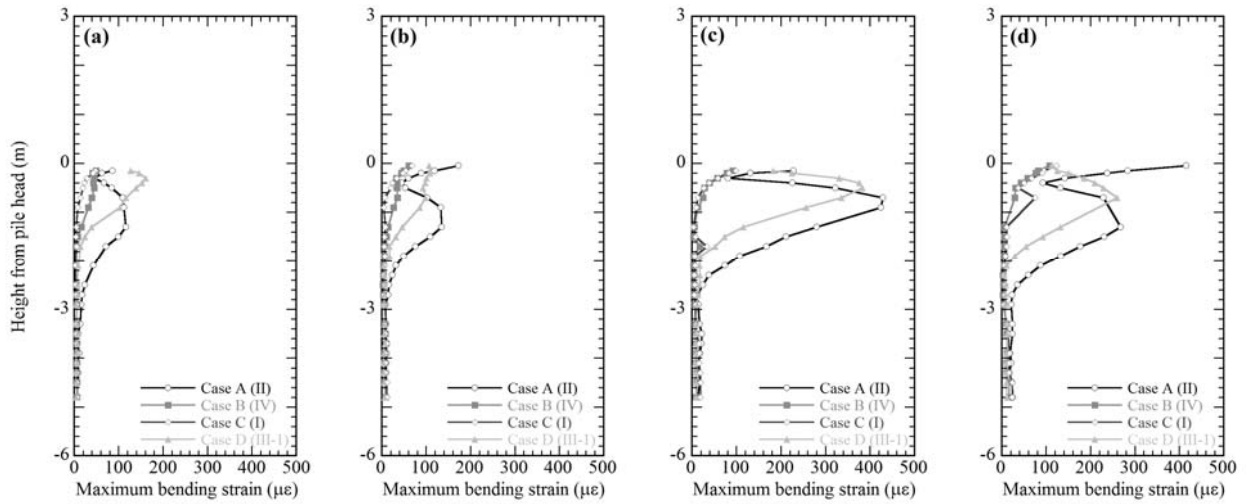 (a)
(b)
(c)
(d)
Height from pile head (m)
3
0
-3
-6
Case A (II)
Case B (IV)
Case C (I)
Case D (III-1)
0 100 200 300 400 500
Maximum bending strain (με)
3
0
-3
-6
Case A (II)
Case B (IV)
Case C (I)
Case D (III-1)
0 100 200 300 400 500
Maximum bending strain (με)
3
0
-3
-6
Case A (II)
Case B (IV)
Case C (I)
Case D (III-1)
0 100 200 300 400 500
Maximum bending strain (με)
3
0
-3
-6
Case A (II)
Case B (IV)
Case C (I)
Case D (III-1)
0 100 200 300 400 500
Maximum bending strain (με)